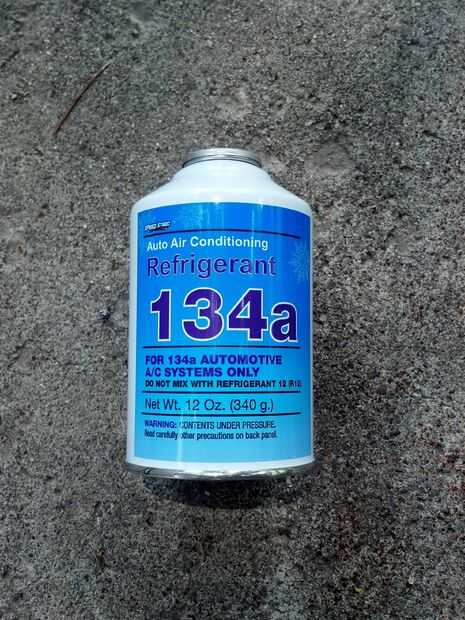 Auto Air Conditioning
Refrigerant
134a
FOR 134a AUTOMOTIVE
A/C SYSTEMS ONLY
DO NOT MIX WITH REFRIGERANT 12 (R12)
Net Wt. 12 Oz. (340 g.)
WARNING: CONTENTS UNDER PRESSURE.
Read carefully other precautions on back panel.